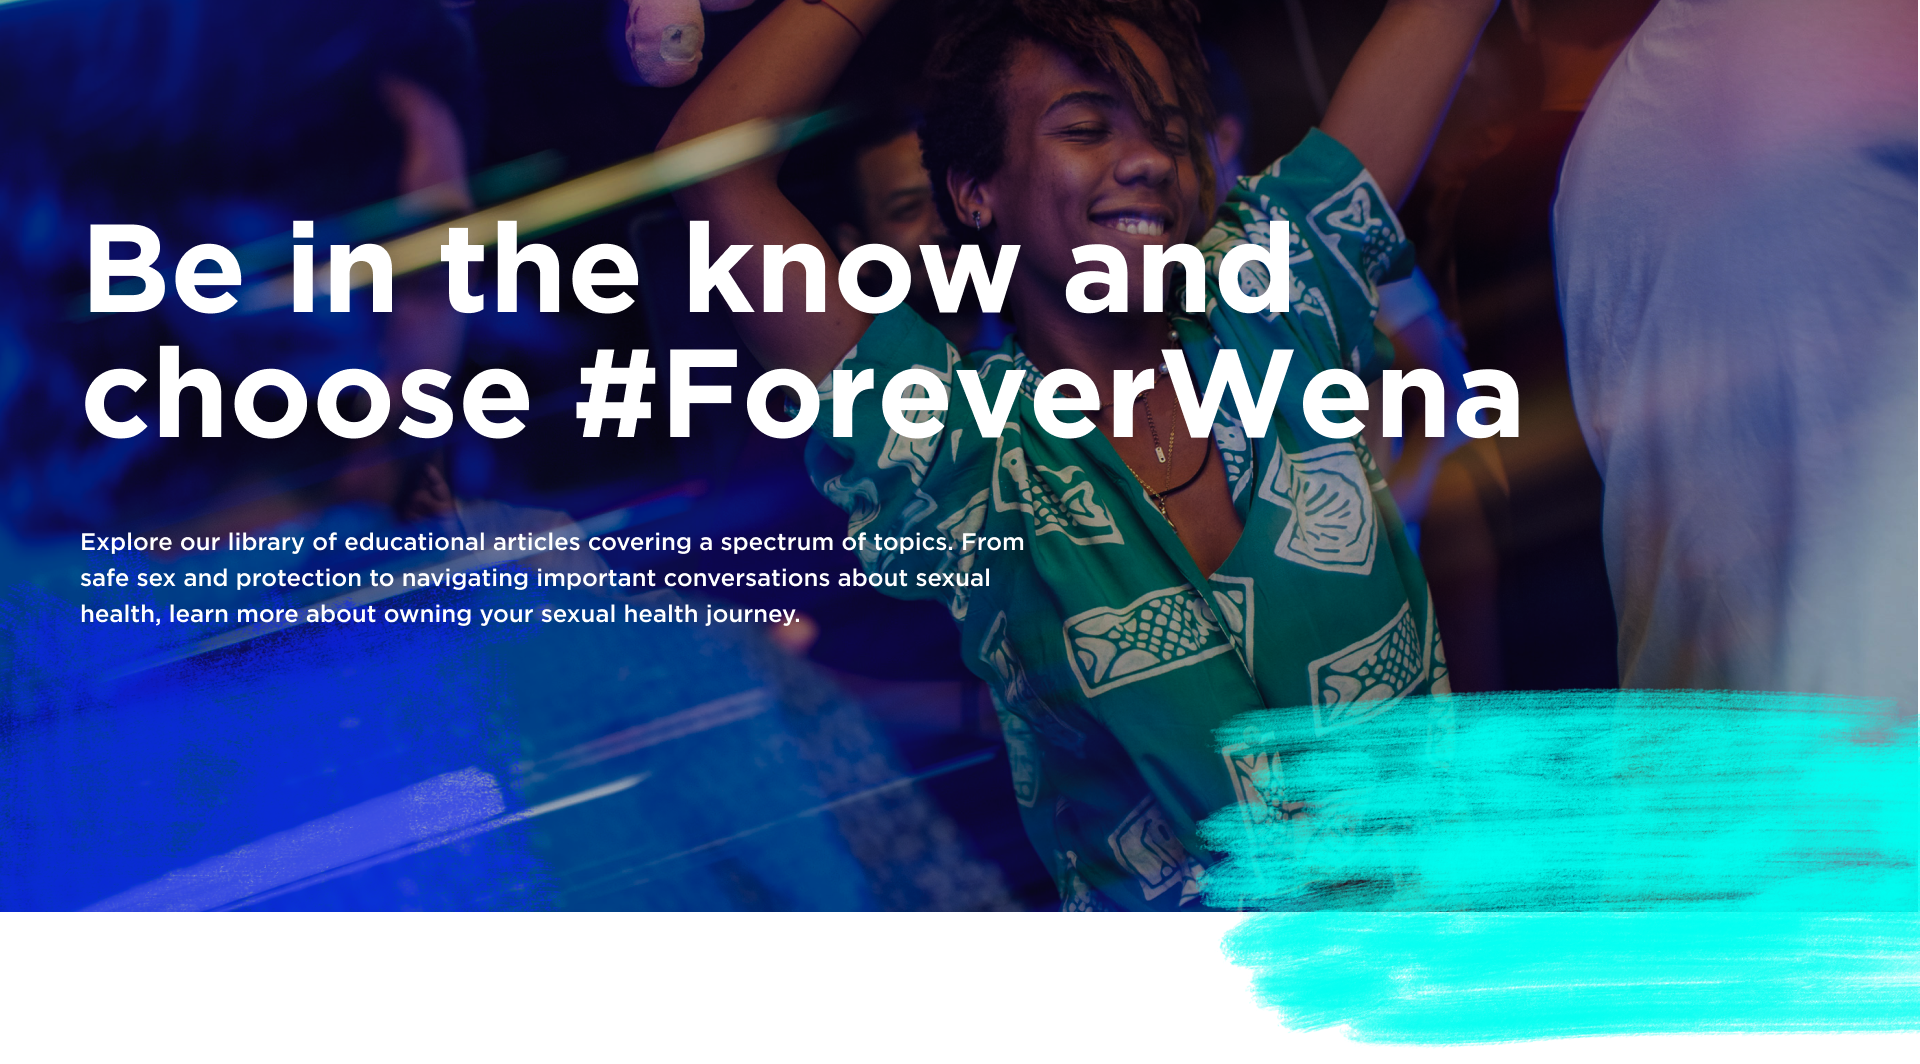 Be in the know and
choose #ForeverWena
Explore our library of educational articles covering a spectrum of topics. From
safe sex and protection to navigating important conversations about sexual
health, learn more about owning your sexual health journey.